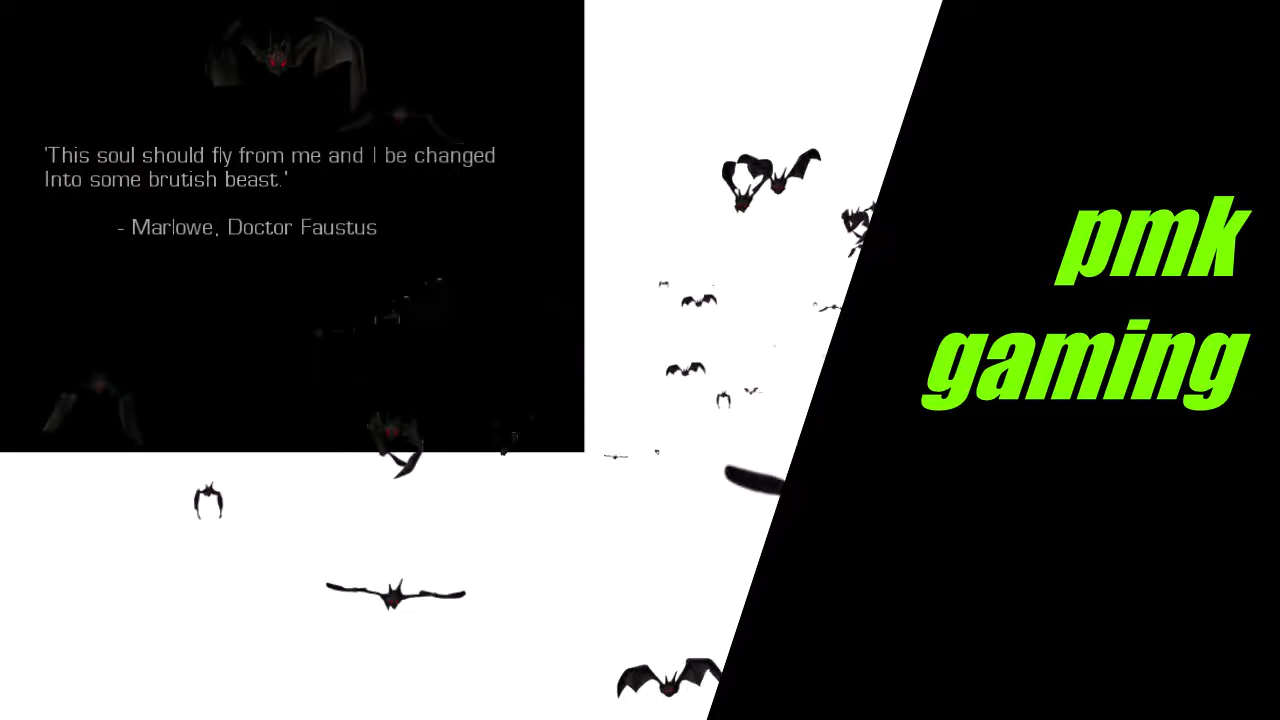 'This soul should fly from me and I be changed
Into some brutish beast.'
- Marlowe, Doctor Faustus
pmk
gaming